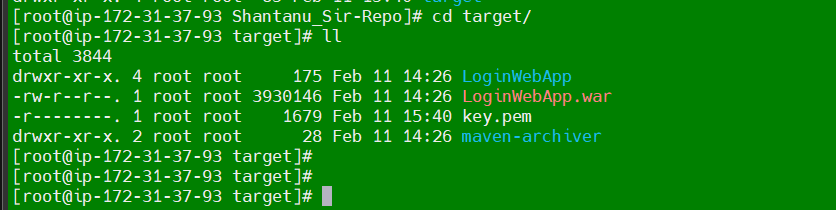 [root@ip-172-31-37-93 Shantanu_Sir-Repo]# cd target/
[root@ip-172-31-37-93 target]# ll
total 3844
drwxr-xr-x. 4 root root     175 Feb 11 14:26 LoginWebApp
-rw-r--r--. 1 root root 3930146 Feb 11 14:26 LoginWebApp.war
-r--------. 1 root root    1679 Feb 11 15:40 key.pem
drwxr-xr-x. 2 root root      28 Feb 11 14:26 maven-archiver
[root@ip-172-31-37-93 target]#
[root@ip-172-31-37-93 target]#
[root@ip-172-31-37-93 target]#